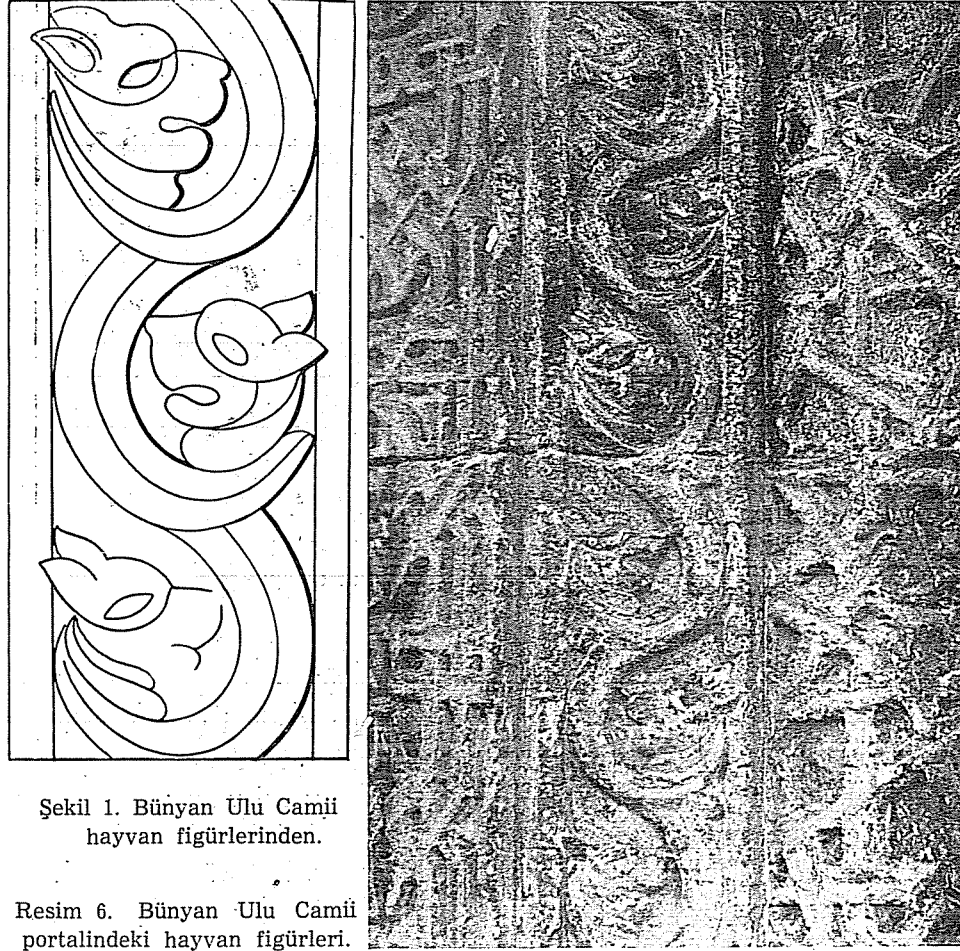 Şekil 1. Bünyan Ulu Camii
hayvan figürlerinden.
Resim 6. Bünyan Ulu Camii
portalindeki hayvan figürleri.